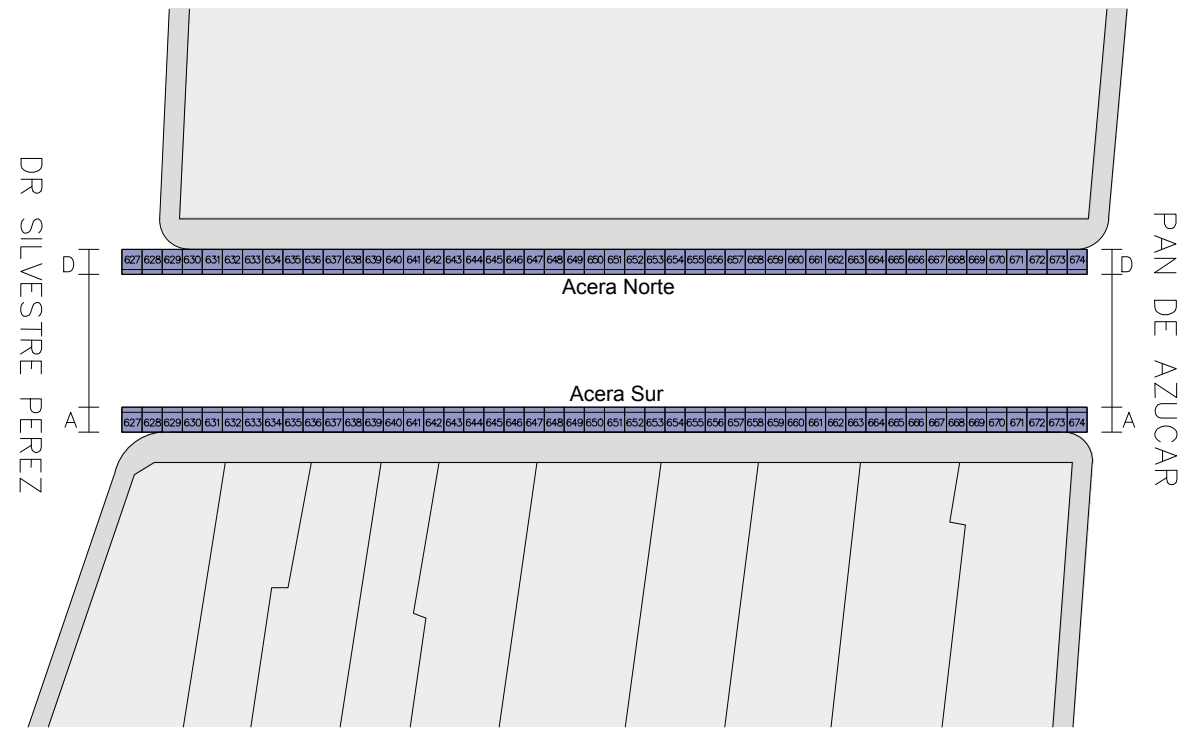 DR SILVESTRE PEREZ
D
627 628 629 630 631 632 633 634 635 636 637 638 639 640 641 642 643 644 645 646 647 648 649 650 651 652 653 654 655 656 657 658 659 660 661 662 663 664 665 666 667 668 669 670 671 672 673 674
D
Acera Norte
Acera Sur
A
627 628 629 630 631 632 633 634 635 636 637 638 639 640 641 642 643 644 645 646 647 648 649 650 651 652 653 654 655 656 657 658 659 660 661 662 663 664 665 666 667 668 669 670 671 672 673 674
A
PAN DE AZUCAR